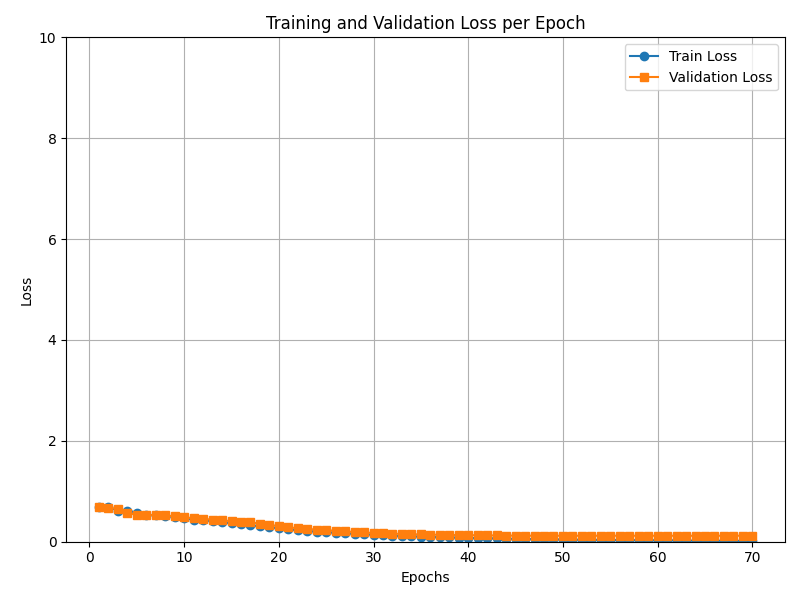 Training and Validation Loss per Epoch
Train Loss
Validation Loss
10
8
6
4
2
0
Loss
0 10 20 30 40 50 60 70
Epochs